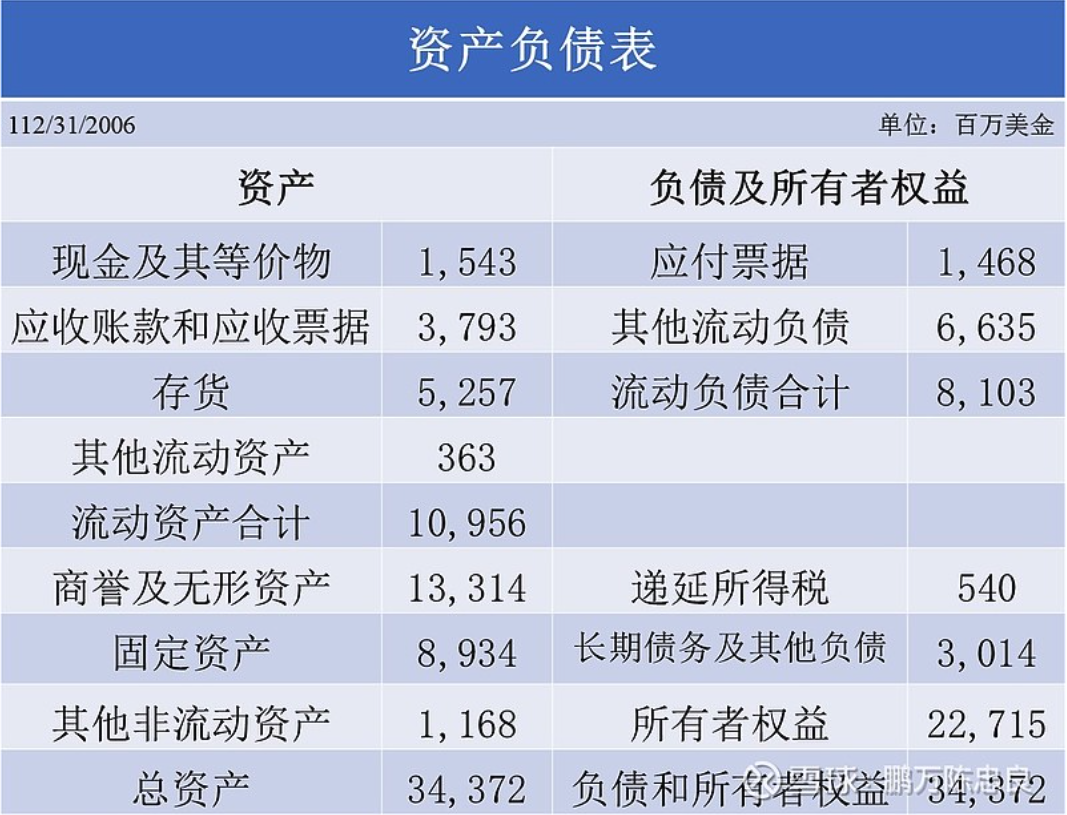 资产负债表
112/31/2006 单位：百万美金
资产 负债及所有者权益
现金及其等价物 1,543 应付票据 1,468
应收账款和应收票据 3,793 其他流动负债 6,635
存货 5,257 流动负债合计 8,103
其他流动资产 363
流动资产合计 10,956
商誉及无形资产 13,314 递延所得税 540
固定资产 8,934 长期债务及其他负债 3,014
其他非流动资产 1,168 所有者权益 22,715
总资产 34,372 负债和所有者权益 34,372
雪球：鹏万陈忠良